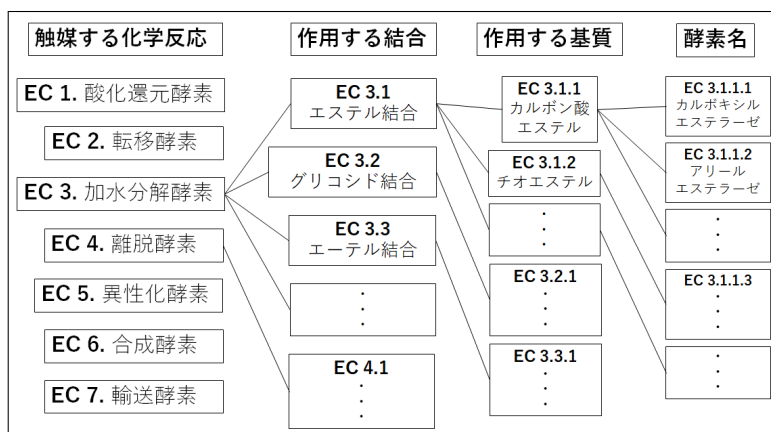 触媒する化学反応
作用する結合
作用する基質
酵素名
EC 1. 酸化還元酵素
EC 2. 転移酵素
EC 3. 加水分解酵素
EC 4. 離脱酵素
EC 5. 異性化酵素
EC 6. 合成酵素
EC 7. 輸送酵素
EC 3.1
エステル結合
EC 3.2
グリコシド結合
EC 3.3
エーテル結合
・
・
・
EC 4.1
・
・
・
EC 3.1.1
カルボン酸
エステル
EC 3.1.2
チオエステル
・
・
・
EC 3.2.1
・
・
・
EC 3.3.1
・
・
・
EC 3.1.1.1
カルボキシル
エステラーゼ
EC 3.1.1.2
アリール
エステラーゼ
・
・
・
EC 3.1.1.3
・
・
・
・
・
・